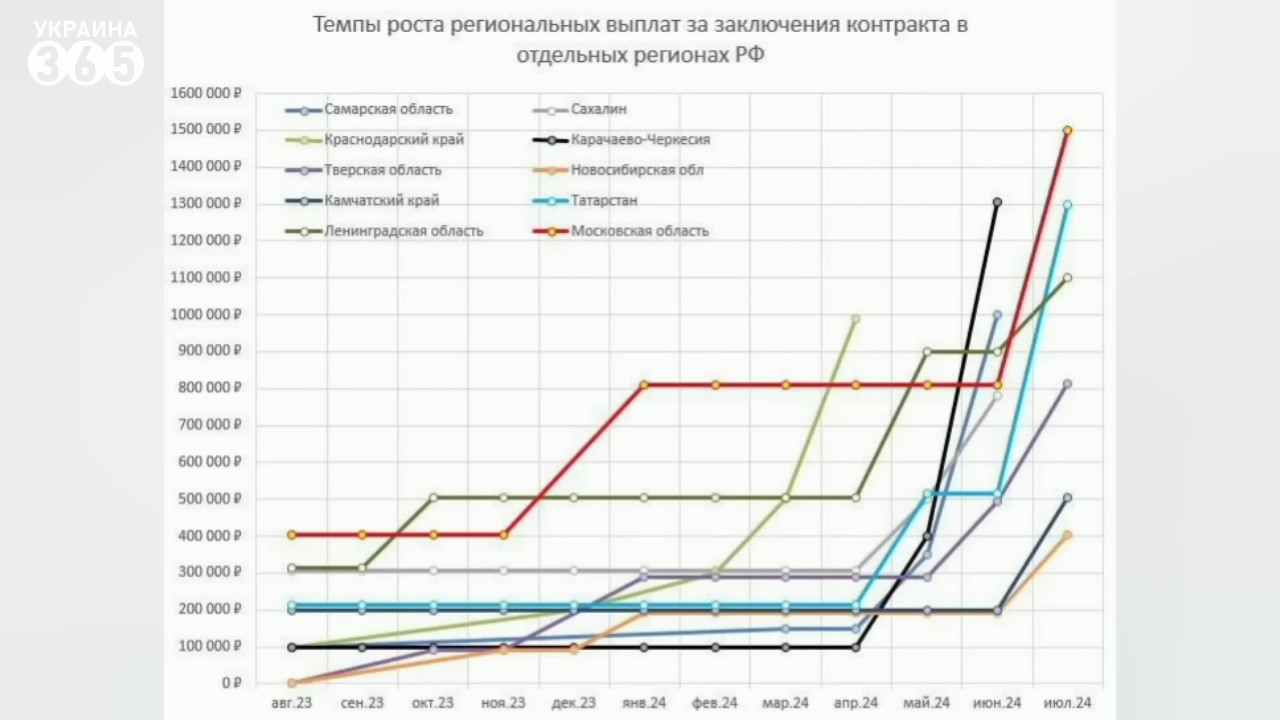 УКРАИНА
365
Темпы роста региональных выплат за заключения контракта в
отдельных регионах РФ
1600 000 ₽
1500 000 ₽
1400 000 ₽
1300 000 ₽
1200 000 ₽
1100 000 ₽
1000 000 ₽
900 000 ₽
800 000 ₽
700 000 ₽
600 000 ₽
500 000 ₽
400 000 ₽
300 000 ₽
200 000 ₽
100 000 ₽
0 ₽
Самарская область
Сахалин
Краснодарский край
Карачаево-Черкесия
Тверская область
Новосибирская обл
Камчатский край
Татарстан
Ленинградская область
Московская область
авг.23 сен.23 окт.23 ноя.23 дек.23 янв.24 фев.24 мар.24 апр.24 май.24 июн.24 июл.24